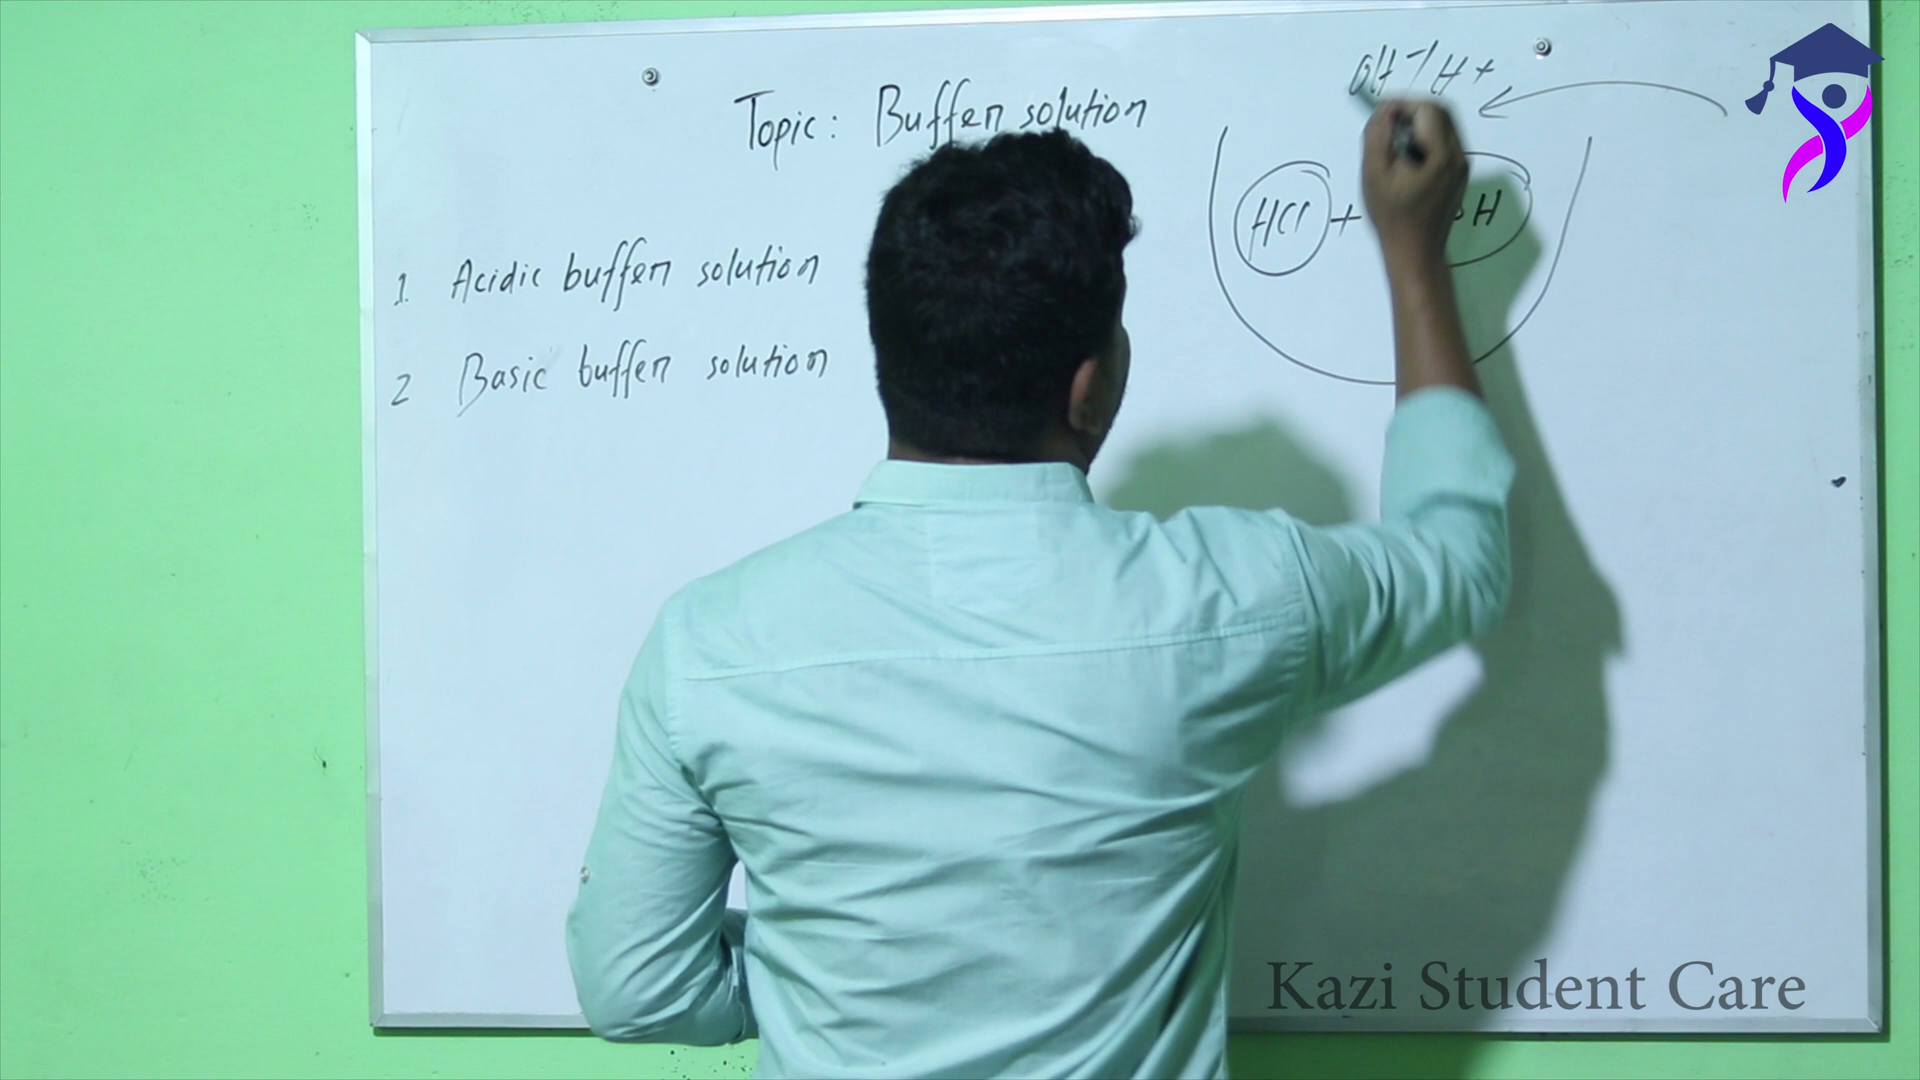 Topic: Buffer solution
OH⁻/H+
HCl +
H
1. Acidic buffer solution
2 Basic buffer solution
Kazi Student Care